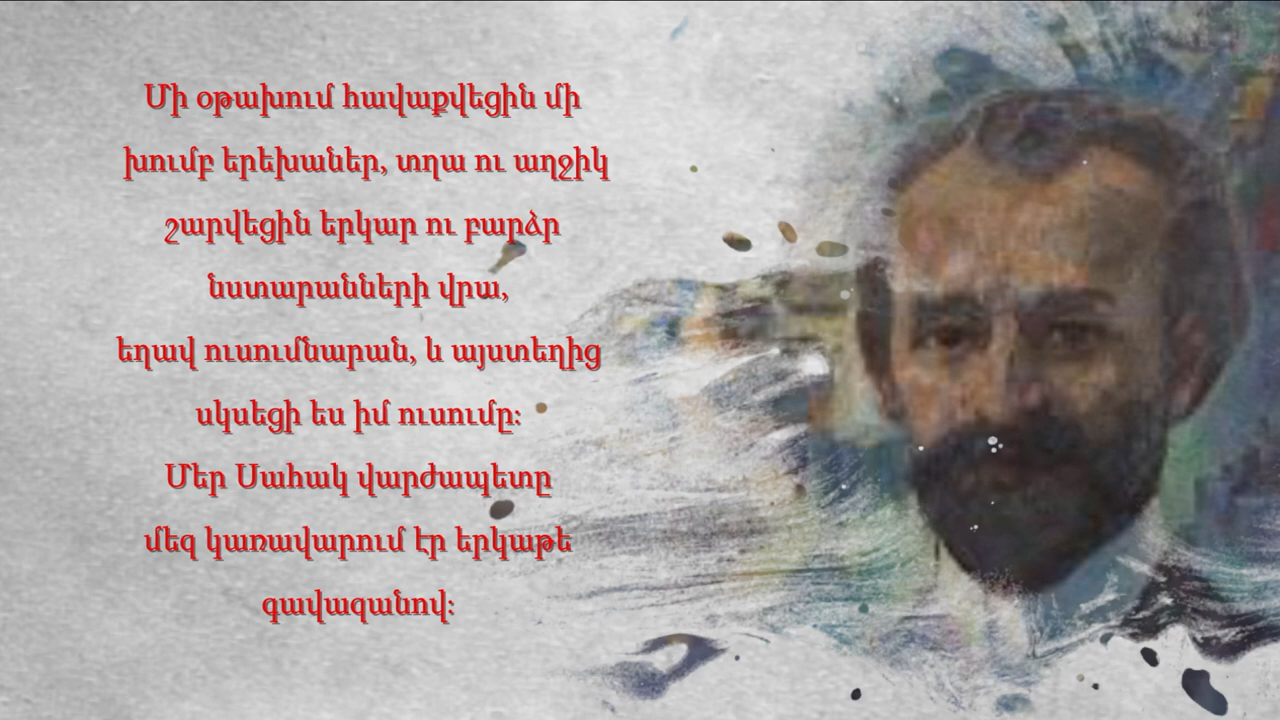 Մի օթախում հավաքվեցին մի
խումբ երեխաներ, տղա ու աղջիկ
շարվեցին երկար ու բարձր
նստարանների վրա,
եղավ ուսումնարան, և այստեղից
սկսեցի ես իմ ուսումը։
Մեր Սահակ վարժապետը
մեզ կառավարում էր երկաթե
գավազանով։